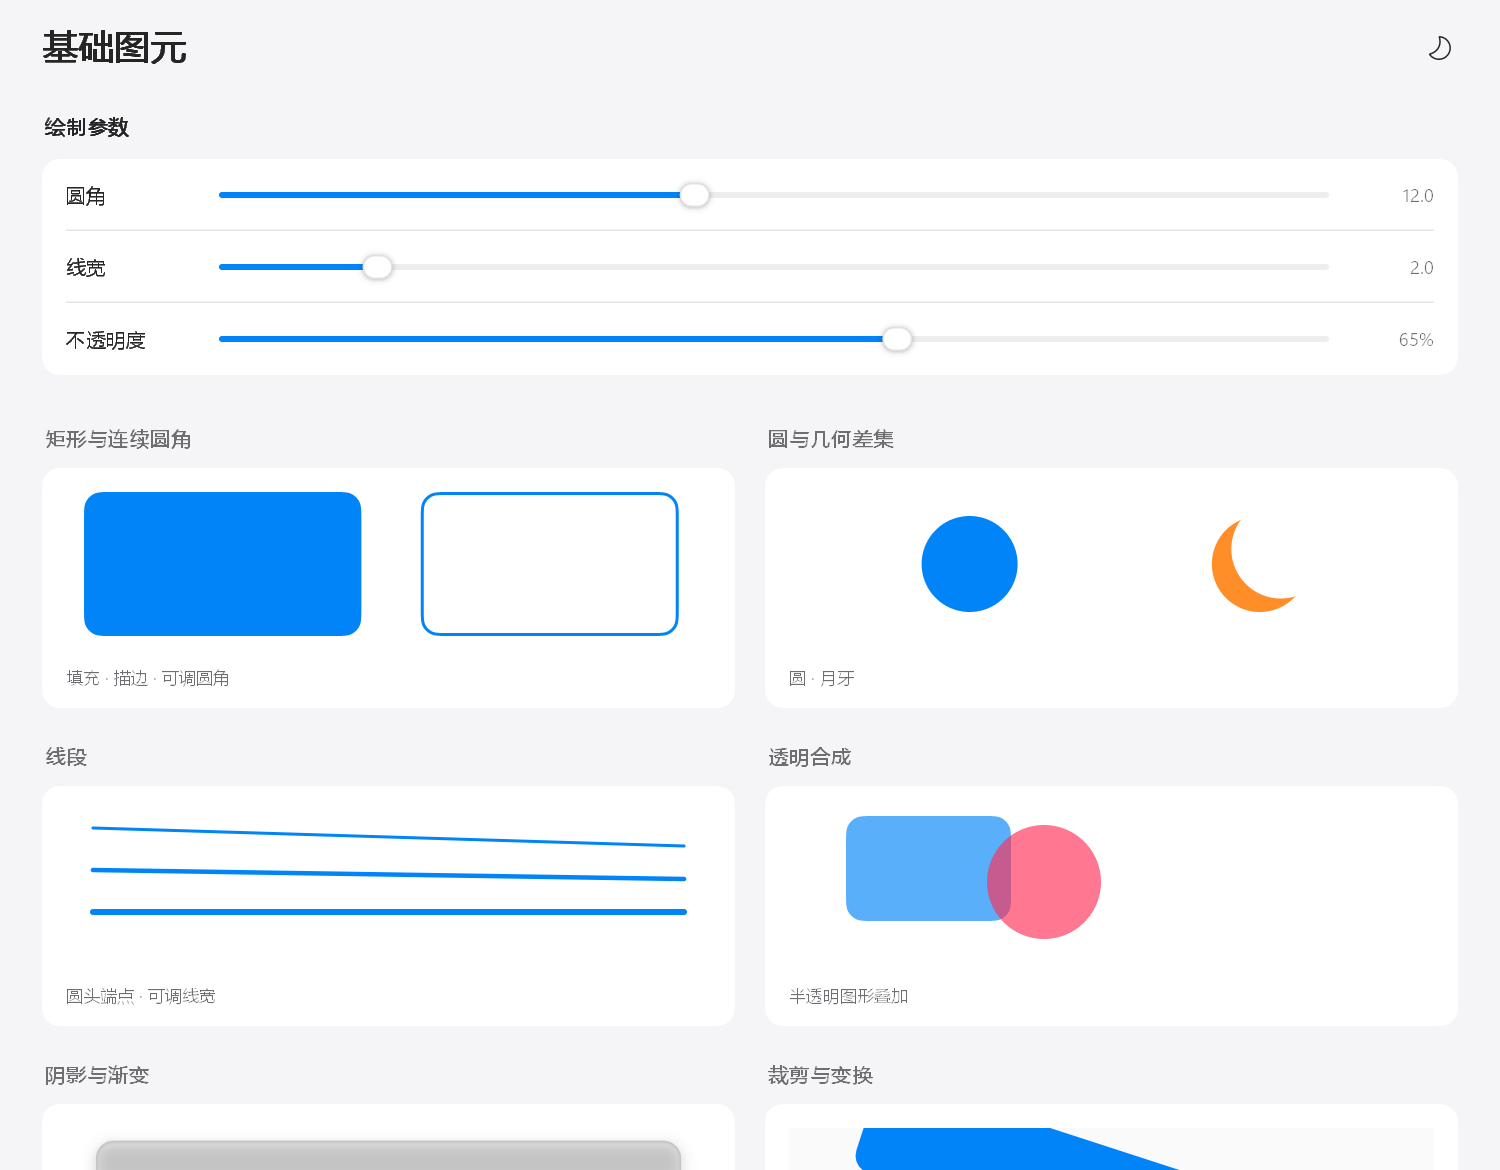 基础图元
绘制参数
圆角
12.0
线宽
2.0
不透明度
65%
矩形与连续圆角
圆与几何差集
填充 · 描边 · 可调圆角
圆 · 月牙
线段
透明合成
圆头端点 · 可调线宽
半透明图形叠加
阴影与渐变
裁剪与变换